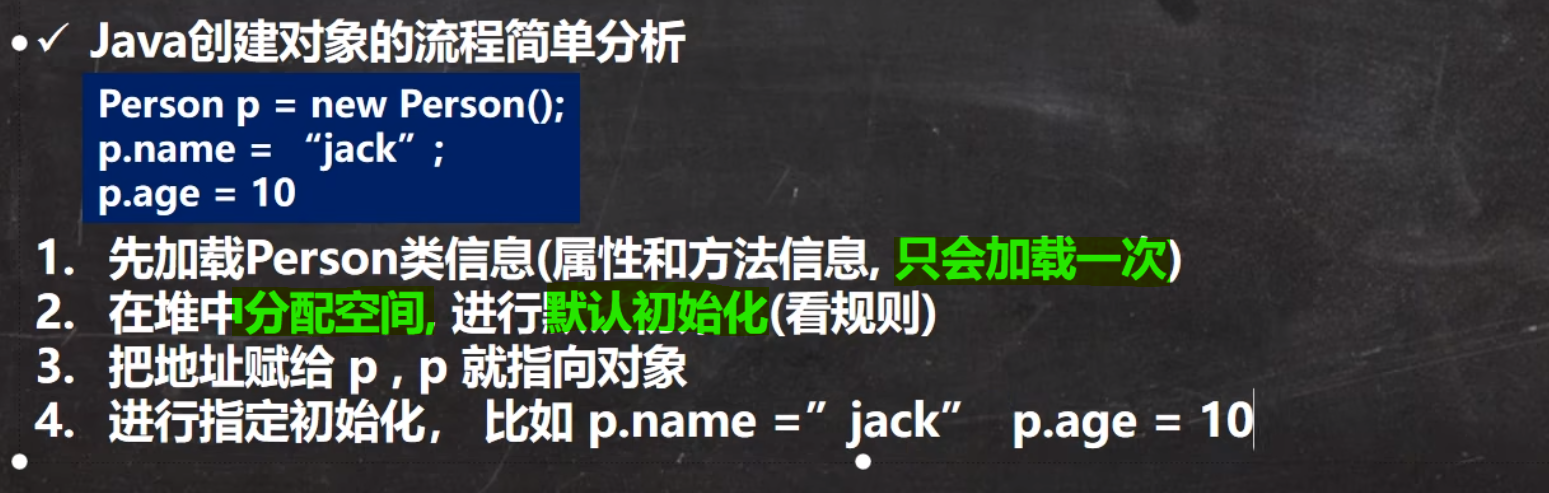 ✓ Java创建对象的流程简单分析
Person p = new Person();
p.name = “jack”;
p.age = 10
1. 先加载Person类信息(属性和方法信息, 只会加载一次)
2. 在堆中分配空间, 进行默认初始化(看规则)
3. 把地址赋给 p , p 就指向对象
4. 进行指定初始化， 比如 p.name =”jack” p.age = 10